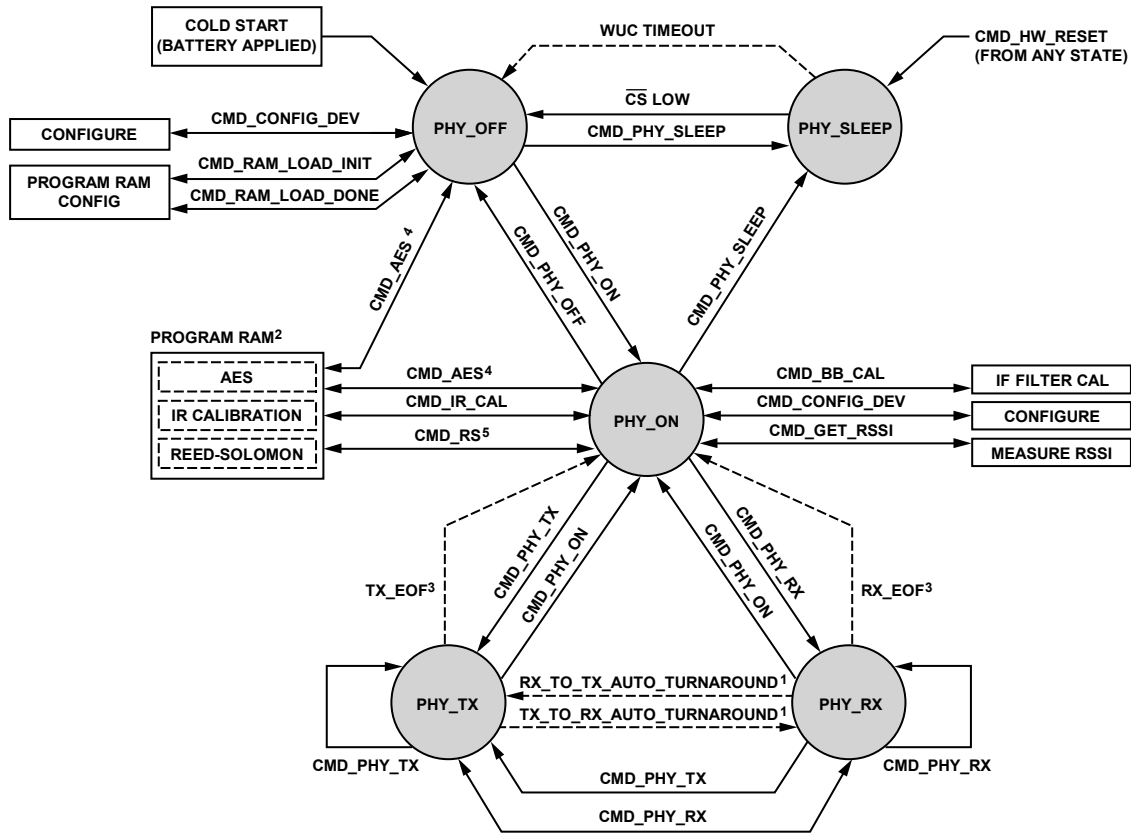 COLD START
(BATTERY APPLIED)
WUC TIMEOUT
CMD_HW_RESET
(FROM ANY STATE)
CS LOW
PHY_OFF
PHY_SLEEP
CMD_PHY_SLEEP
CONFIGURE
CMD_CONFIG_DEV
CMD_RAM_LOAD_INIT
PROGRAM RAM
CONFIG
CMD_RAM_LOAD_DONE
CMD_AES 4
CMD_PHY_OFF
CMD_PHY_ON
CMD_PHY_SLEEP
PROGRAM RAM2
AES
IR CALIBRATION
REED-SOLOMON
CMD_AES4
CMD_IR_CAL
CMD_RS5
PHY_ON
CMD_BB_CAL
CMD_CONFIG_DEV
CMD_GET_RSSI
IF FILTER CAL
CONFIGURE
MEASURE RSSI
TX_EOF3
CMD_PHY_TX
CMD_PHY_ON
CMD_PHY_ON
CMD_PHY_RX
RX_EOF3
PHY_TX
RX_TO_TX_AUTO_TURNAROUND1
TX_TO_RX_AUTO_TURNAROUND1
PHY_RX
CMD_PHY_TX
CMD_PHY_TX
CMD_PHY_RX
CMD_PHY_RX